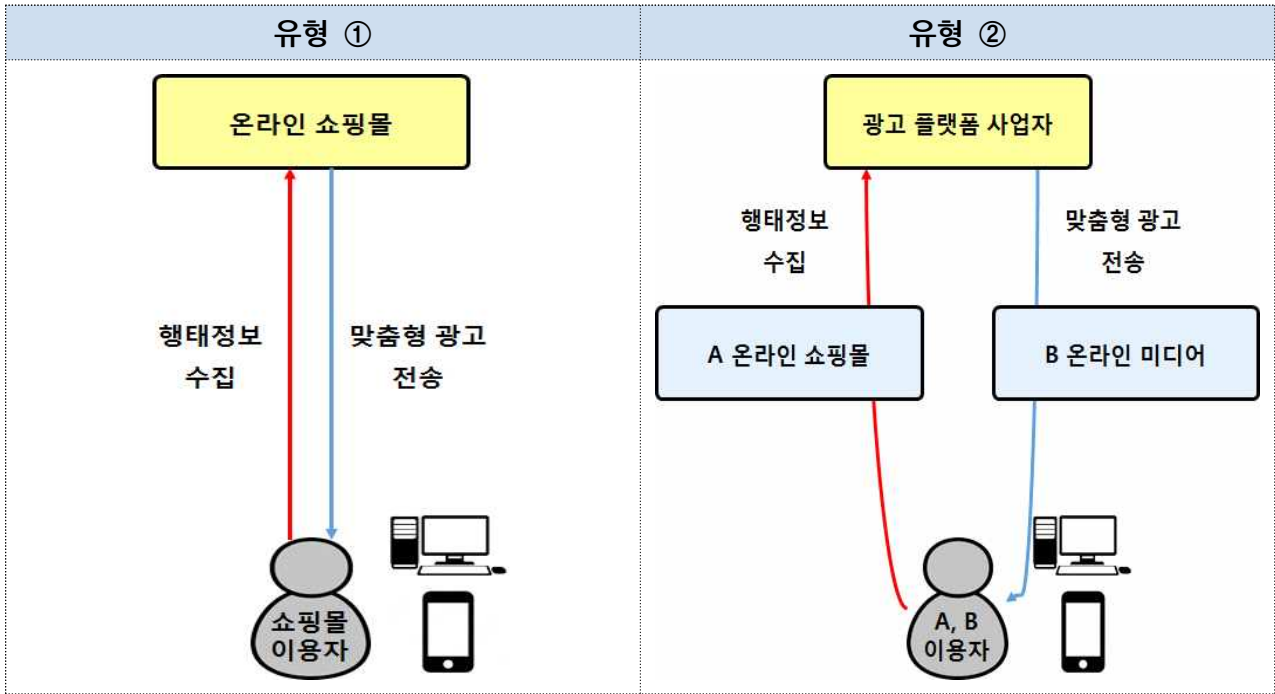 유형 ①
온라인 쇼핑몰
행태정보
수집
맞춤형 광고
전송
쇼핑몰
이용자
유형 ②
광고 플랫폼 사업자
행태정보
수집
맞춤형 광고
전송
A 온라인 쇼핑몰
B 온라인 미디어
A, B
이용자